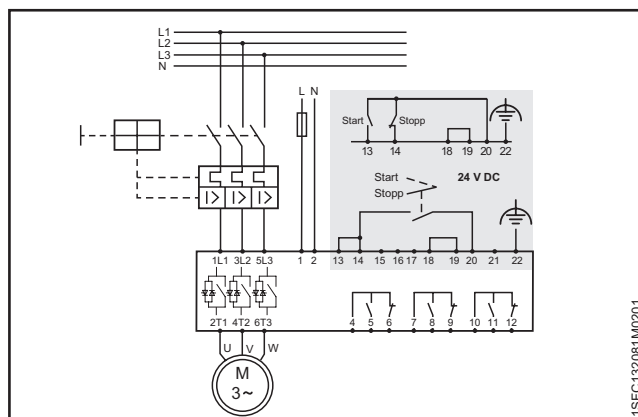 L1
L2
L3
N
L N
Start Stopp
13 14 18 19 20 22
Start
Stopp
24 V DC
I> I> I>
1L1 3L2 5L3 1 2 13 14 15 16 17 18 19 20 21 22
2T1 4T2 6T3 4 5 6 7 8 9 10 11 12
U V W
M
3~
1SFC132081M0201